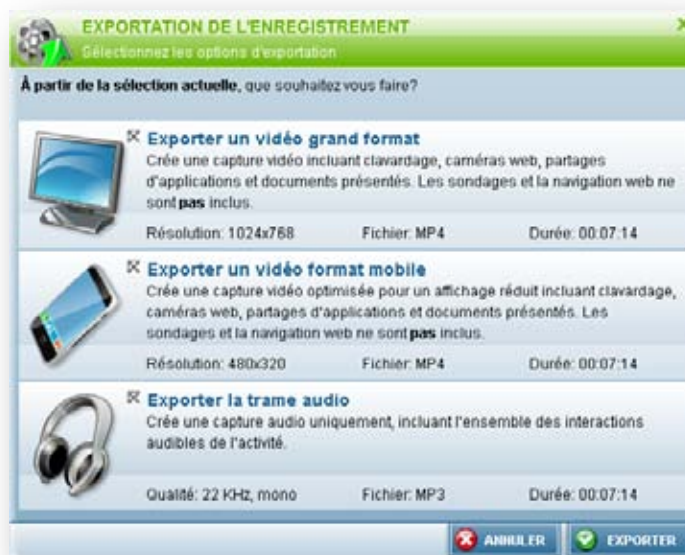 EXPORTATION DE L'ENREGISTREMENT
Sélectionnez les options d'exportation
À partir de la sélection actuelle, que souhaitez vous faire?
Exporter un vidéo grand format
Crée une capture vidéo incluant clavardage, caméras web, partages
d'applications et documents présentés. Les sondages et la navigation web ne
sont pas inclus.
Résolution: 1024x768 Fichier: MP4 Durée: 00:07:14
Exporter un vidéo format mobile
Crée une capture vidéo optimisée pour un affichage réduit incluant clavardage,
caméras web, partages d'applications et documents présentés. Les
sondages et la navigation web ne sont pas inclus.
Résolution: 480x320 Fichier: MP4 Durée: 00:07:14
Exporter la trame audio
Crée une capture audio uniquement, incluant l'ensemble des interactions
audibles de l'activité.
Qualité: 22 KHz, mono Fichier: MP3 Durée: 00:07:14
ANNULER EXPORTER